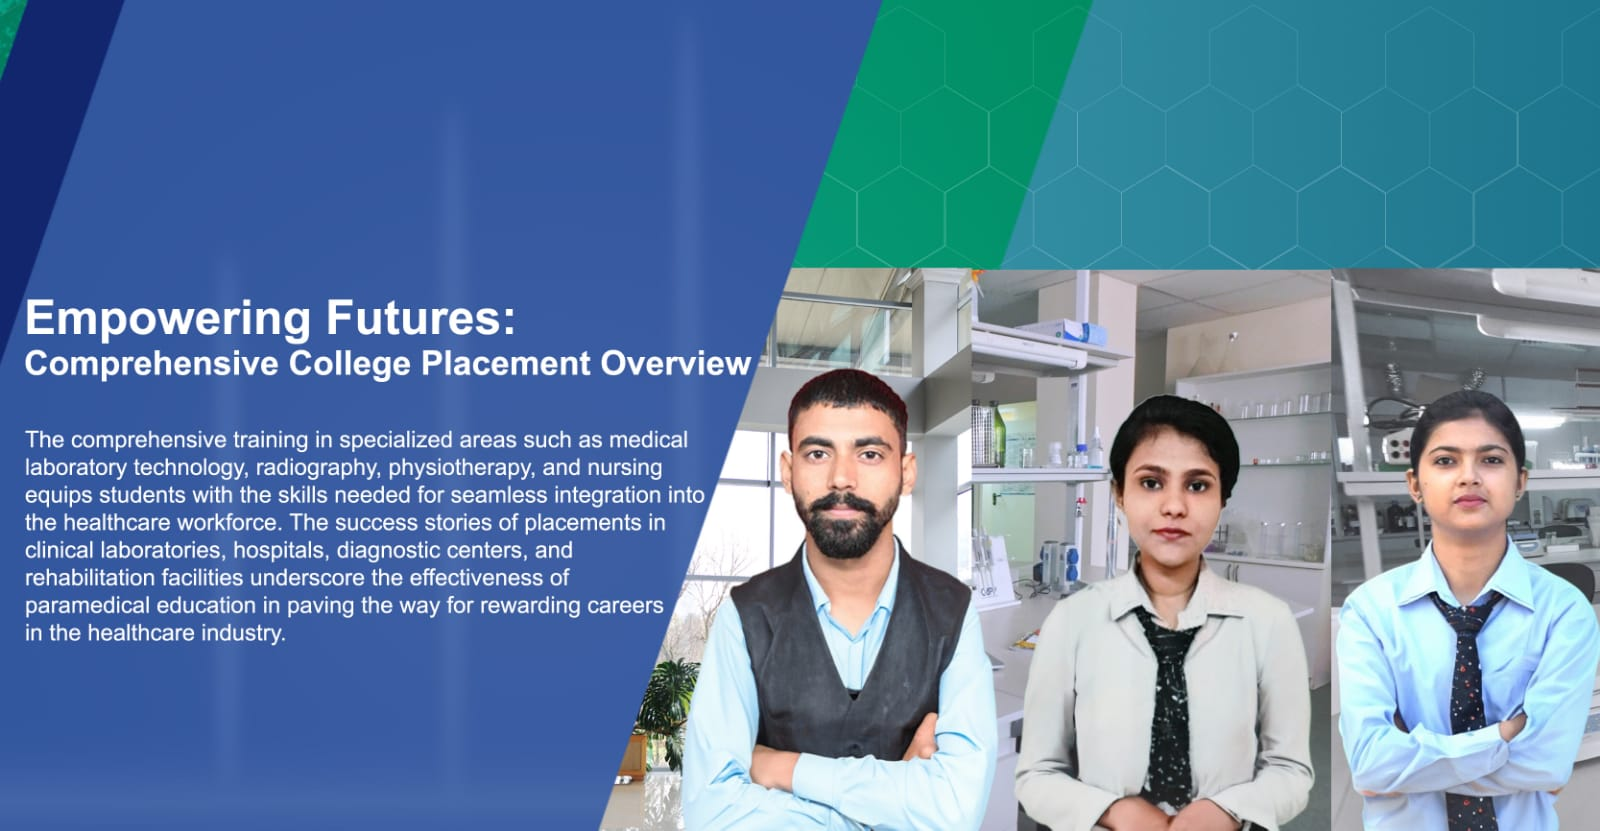 Empowering Futures:
Comprehensive College Placement Overview
The comprehensive training in specialized areas such as medical
laboratory technology, radiography, physiotherapy, and nursing
equips students with the skills needed for seamless integration into
the healthcare workforce. The success stories of placements in
clinical laboratories, hospitals, diagnostic centers, and
rehabilitation facilities underscore the effectiveness of
paramedical education in paving the way for rewarding careers
in the healthcare industry.